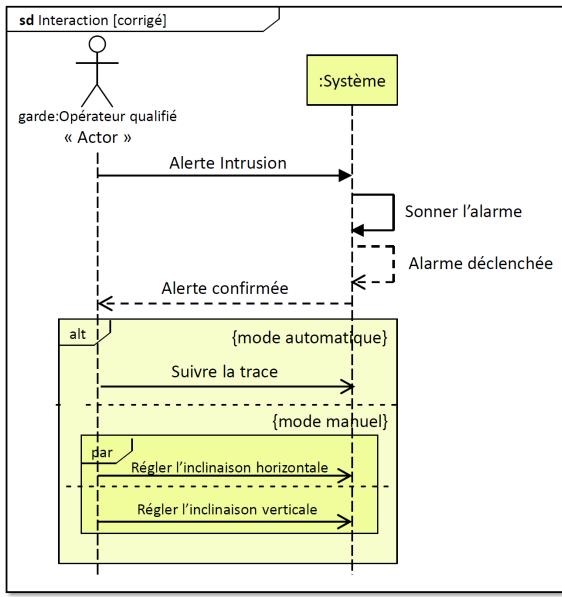 sd Interaction [corrigé]
:Système
garde:Opérateur qualifié
« Actor »
Alerte Intrusion
Sonner l’alarme
Alarme déclenchée
Alerte confirmée
alt
{mode automatique}
Suivre la trace
{mode manuel}
par
Régler l’inclinaison horizontale
Régler l’inclinaison verticale